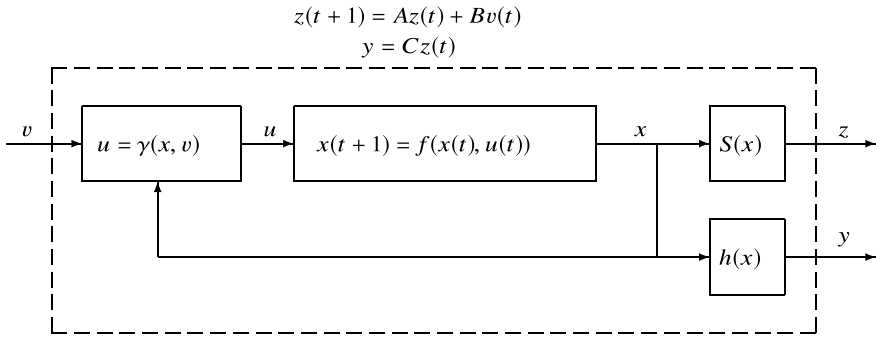 z(t + 1) = Az(t) + Bv(t)
y = Cz(t)
v
u = γ(x, v)
u
x(t + 1) = f(x(t), u(t))
x
S(x)
z
h(x)
y